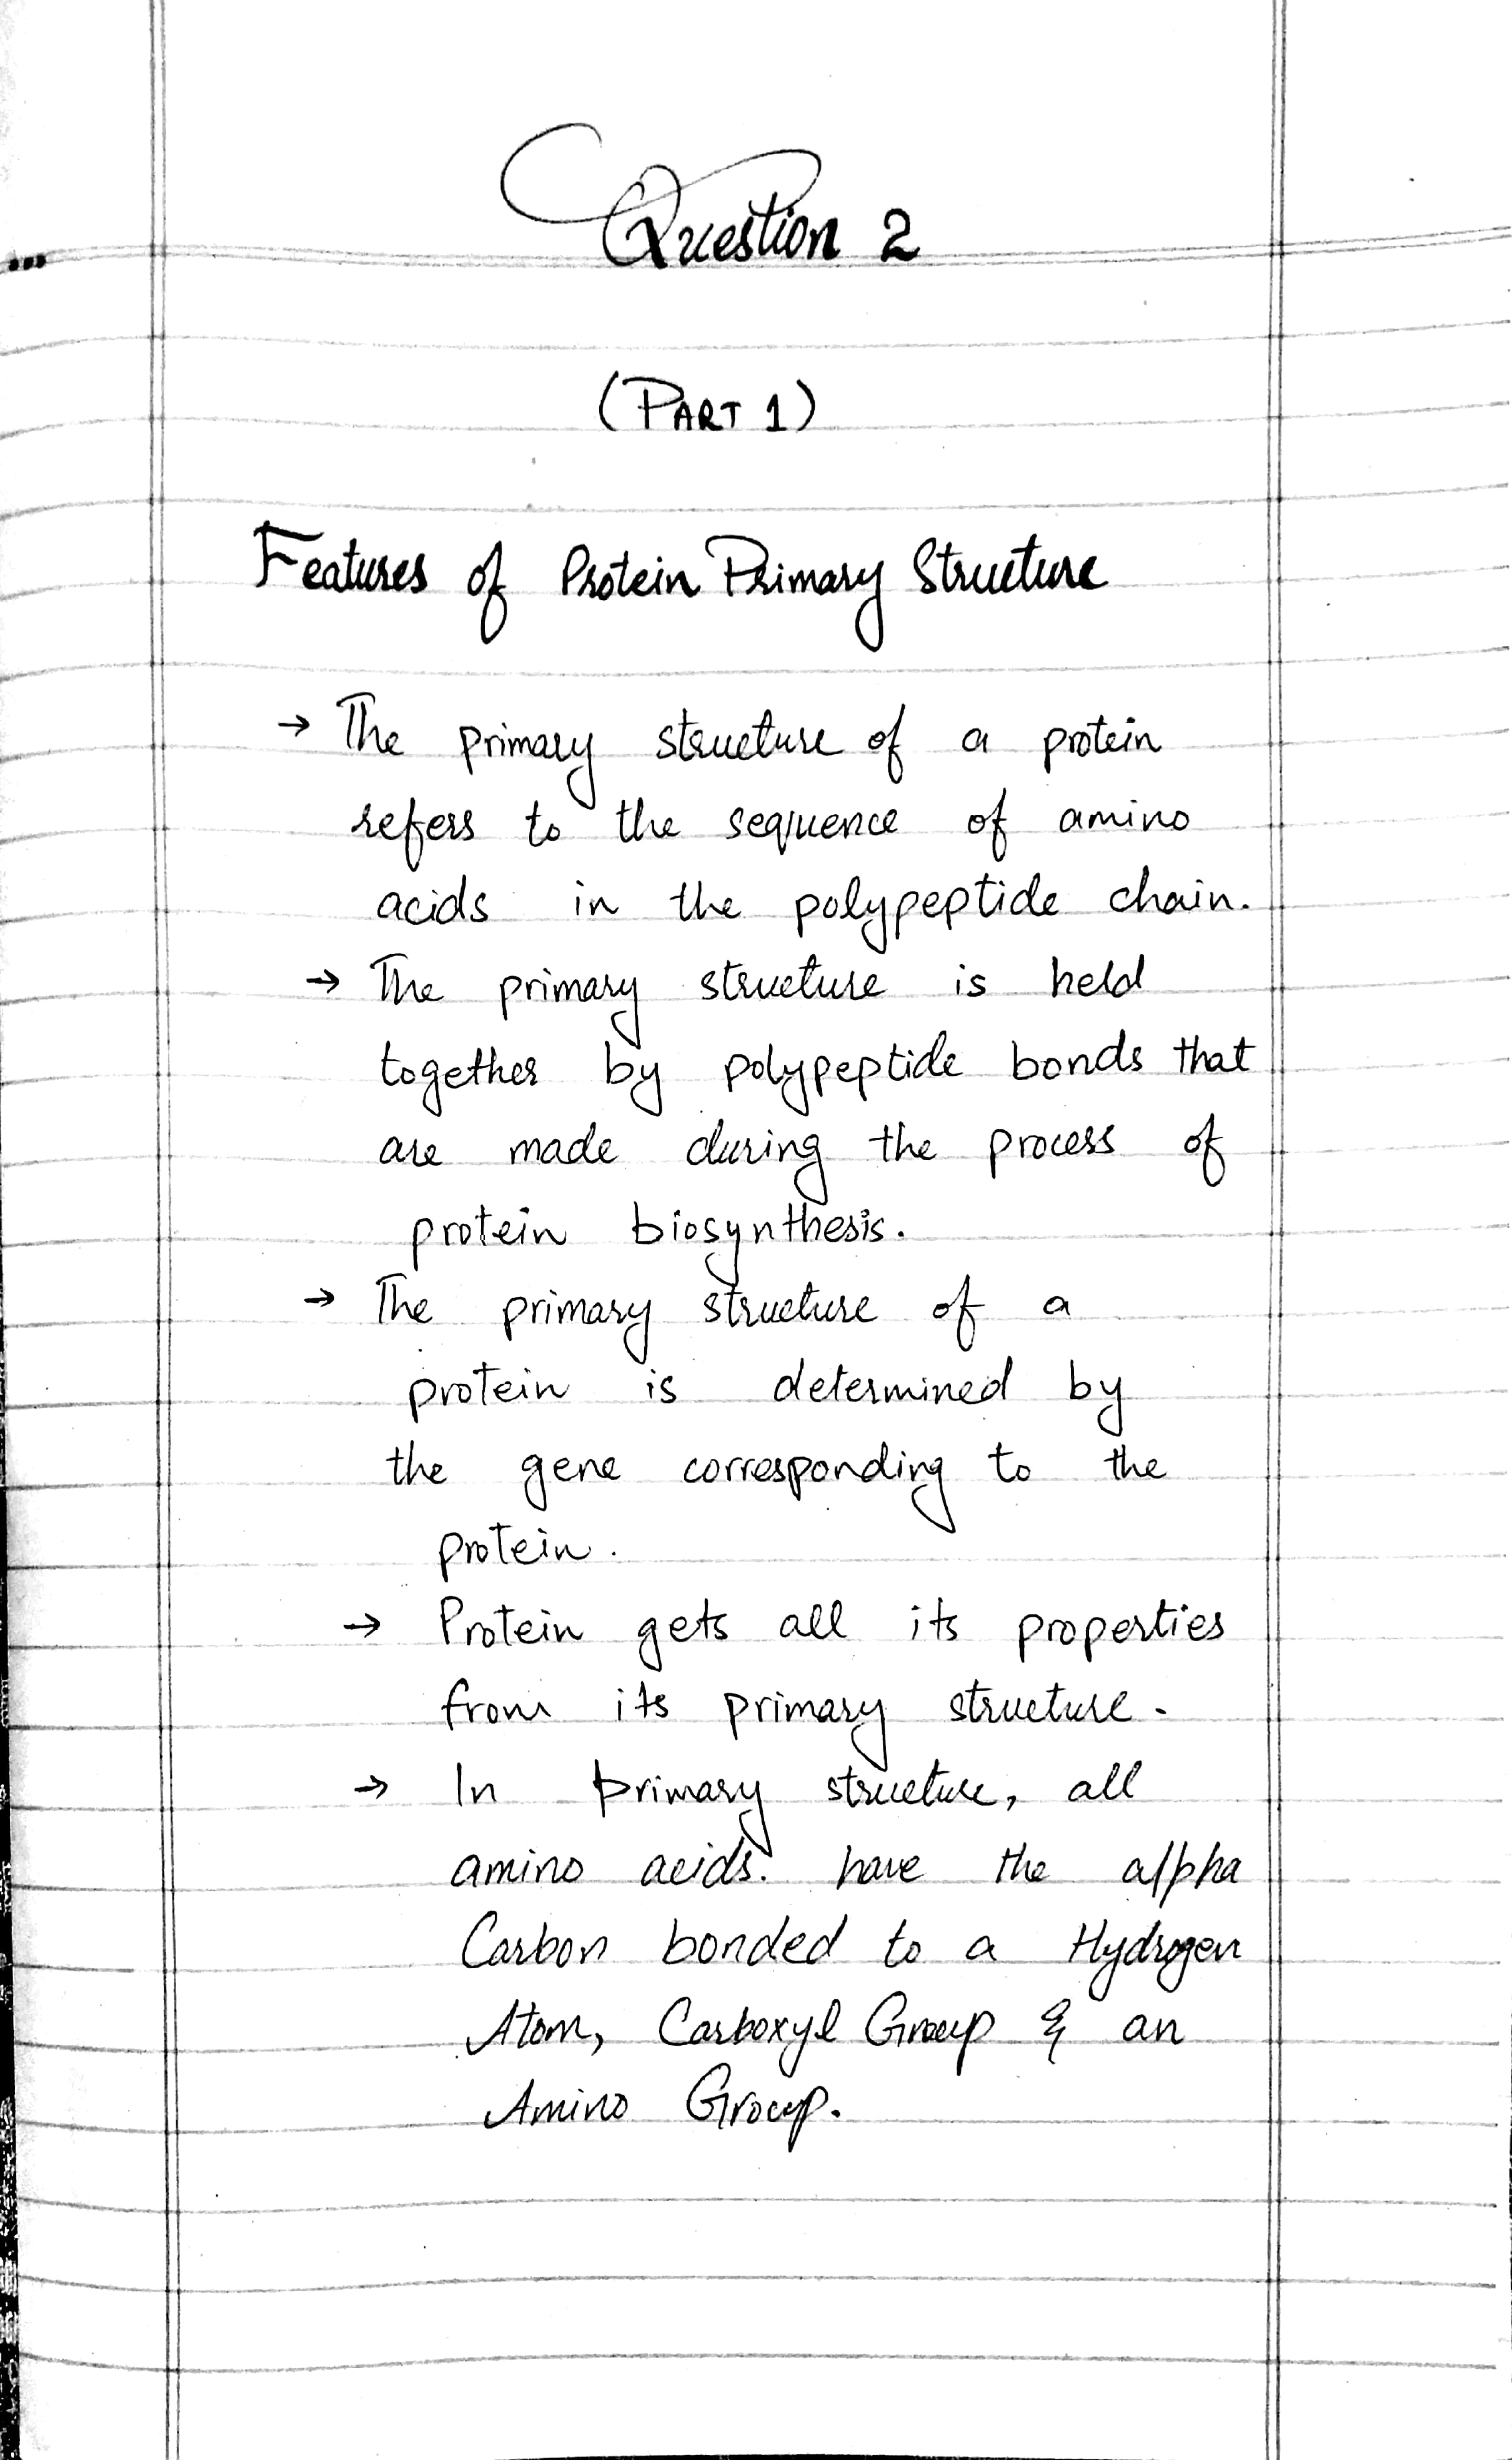 Question 2
(PART 1)
Features of Protein Primary Structure
→ The primary structure of a protein
refers to the sequence of amino
acids in the polypeptide chain.
→ The primary structure is held
together by polypeptide bonds that
are made during the process of
protein biosynthesis.
→ The primary structure of a
protein is determined by
the gene corresponding to the
protein.
→ Protein gets all its properties
from its primary structure.
→ In primary structure, all
amino acids. have the alpha
Carbon bonded to a Hydrogen
Atom, Carboxyl Group & an
Amino Group.